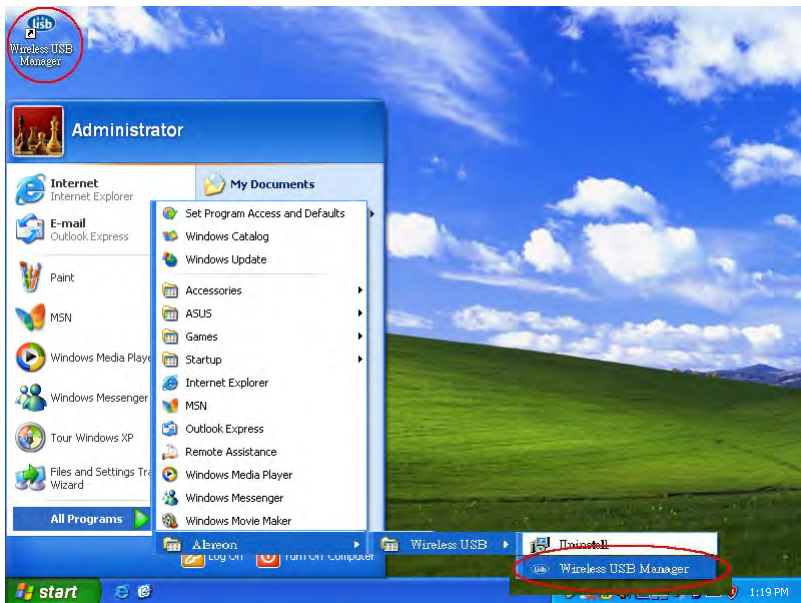 usb
Wireless USB
Manager
Administrator
Internet
Internet Explorer
E-mail
Outlook Express
Paint
MSN
Windows Media Playe
Windows Messenger
Tour Windows XP
Files and Settings Tra
Wizard
All Programs
My Documents
Set Program Access and Defaults
Windows Catalog
Windows Update
Accessories
ASUS
Games
Startup
Internet Explorer
MSN
Outlook Express
Remote Assistance
Windows Media Player
Windows Messenger
Windows Movie Maker
Alereon
Wireless USB
Uninstall
Wireless USB Manager
Log Off
Turn Off Computer
start
1:19 PM